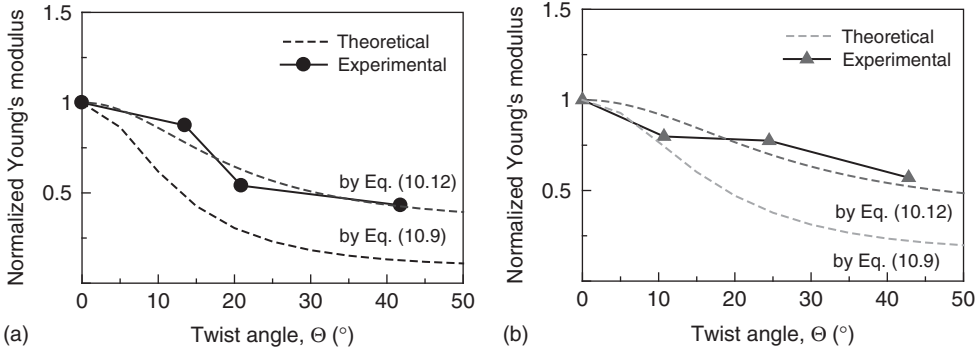 1.5
Normalized Young's modulus
Theoretical
Experimental
1
0.5
by Eq. (10.12)
by Eq. (10.9)
0
0 10 20 30 40 50
(a)
Twist angle, Θ (°)
1.5
Normalized Young's modulus
Theoretical
Experimental
1
0.5
by Eq. (10.12)
by Eq. (10.9)
0
0 10 20 30 40 50
(b)
Twist angle, Θ (°)